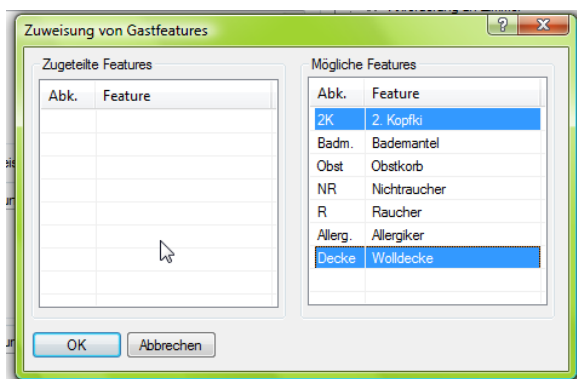 Zuweisung von Gastfeatures
?
Zugeteilte Features
Abk. Feature
Mögliche Features
Abk. Feature
2K 2. Kopfki
Badm. Bademantel
Obst Obstkorb
NR Nichtraucher
R Raucher
Allerg. Allergiker
Decke Wolldecke
OK Abbrechen